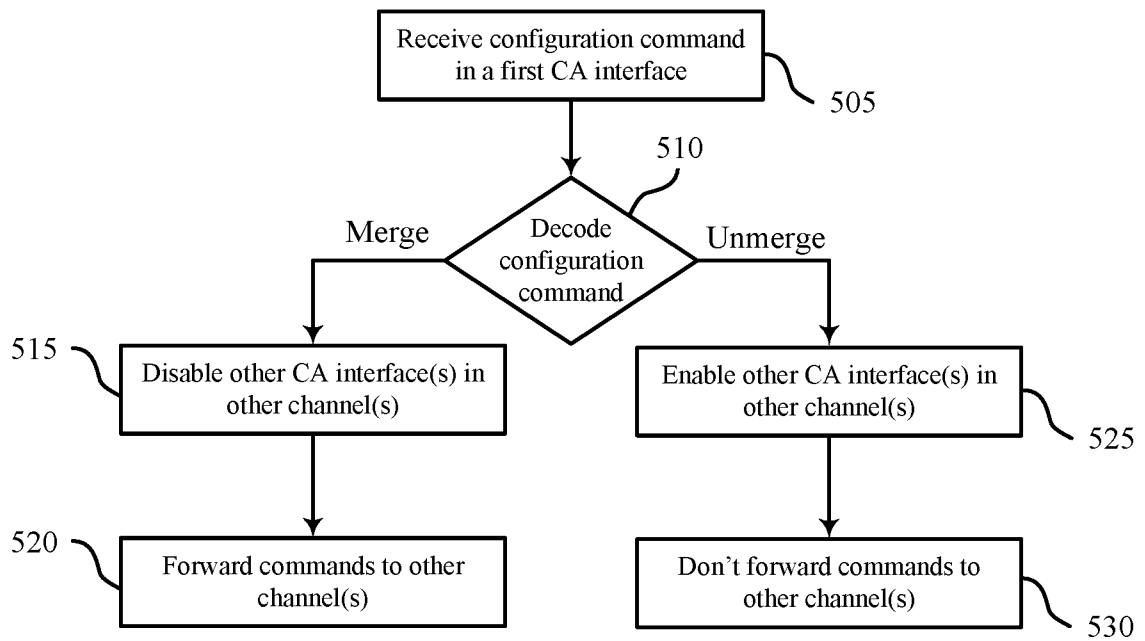 Receive configuration command
in a first CA interface
505
510
Decode
configuration
command
Merge
Unmerge
515
Disable other CA interface(s) in
other channel(s)
Enable other CA interface(s) in
other channel(s)
525
520
Forward commands to other
channel(s)
Don’t forward commands to
other channel(s)
530